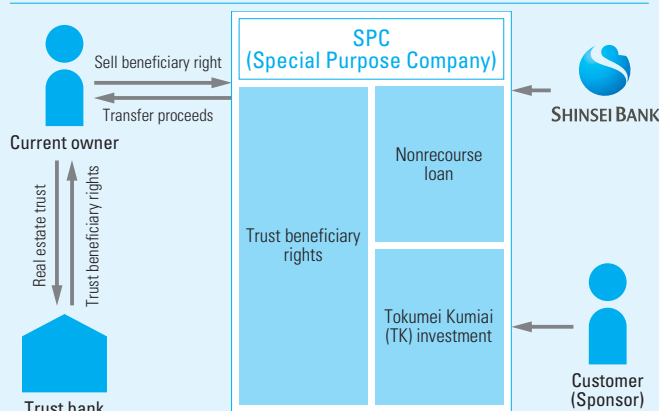 SPC
(Special Purpose Company)
Sell beneficiary right
Transfer proceeds
Current owner
SHINSEI BANK
Nonrecourse
loan
Real estate trust
Trust beneficiary rights
Trust beneficiary
rights
Tokumei Kumiai
(TK) investment
Customer
(Sponsor)
Trust bank